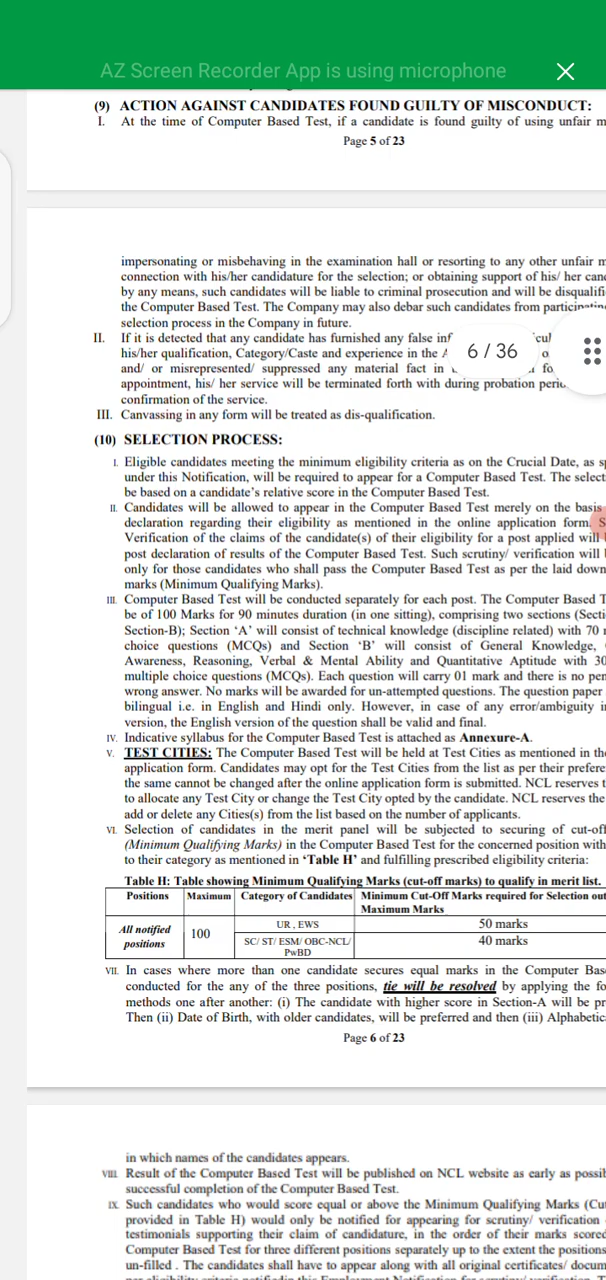 AZ Screen Recorder App is using microphone
(9) ACTION AGAINST CANDIDATES FOUND GUILTY OF MISCONDUCT:
I. At the time of Computer Based Test, if a candidate is found guilty of using unfair m
Page 5 of 23
impersonating or misbehaving in the examination hall or resorting to any other unfair m
connection with his/her candidature for the selection; or obtaining support of his/ her cand
by any means, such candidates will be liable to criminal prosecution and will be disqualifi
the Computer Based Test. The Company may also debar such candidates from participating
selection process in the Company in future.
II. If it is detected that any candidate has furnished any false inf
his/her qualification, Category/Caste and experience in the A
6 / 36
and/ or misrepresented/ suppressed any material fact in
appointment, his/ her service will be terminated forth with during probation perio
confirmation of the service.
III. Canvassing in any form will be treated as dis-qualification.
(10) SELECTION PROCESS:
I. Eligible candidates meeting the minimum eligibility criteria as on the Crucial Date, as sp
under this Notification, will be required to appear for a Computer Based Test. The select
be based on a candidate's relative score in the Computer Based Test.
II. Candidates will be allowed to appear in the Computer Based Test merely on the basis
declaration regarding their eligibility as mentioned in the online application form. S
Verification of the claims of the candidate(s) of their eligibility for a post applied will
post declaration of results of the Computer Based Test. Such scrutiny/ verification will
only for those candidates who shall pass the Computer Based Test as per the laid down
marks (Minimum Qualifying Marks).
III. Computer Based Test will be conducted separately for each post. The Computer Based T
be of 100 Marks for 90 minutes duration (in one sitting), comprising two sections (Secti
Section-B); Section 'A' will consist of technical knowledge (discipline related) with 70
choice questions (MCQs) and Section 'B' will consist of General Knowledge,
Awareness, Reasoning, Verbal & Mental Ability and Quantitative Aptitude with 30
multiple choice questions (MCQs). Each question will carry 01 mark and there is no pen
wrong answer. No marks will be awarded for un-attempted questions. The question paper
bilingual i.e. in English and Hindi only. However, in case of any error/ambiguity i
version, the English version of the question shall be valid and final.
IV. Indicative syllabus for the Computer Based Test is attached as Annexure-A.
V. TEST CITIES: The Computer Based Test will be held at Test Cities as mentioned in the
application form. Candidates may opt for the Test Cities from the list as per their prefere
the same cannot be changed after the online application form is submitted. NCL reserves t
to allocate any Test City or change the Test City opted by the candidate. NCL reserves the
add or delete any Cities(s) from the list based on the number of applicants.
VI. Selection of candidates in the merit panel will be subjected to securing of cut-off
(Minimum Qualifying Marks) in the Computer Based Test for the concerned position with
to their category as mentioned in 'Table H' and fulfilling prescribed eligibility criteria:
Table H: Table showing Minimum Qualifying Marks (cut-off marks) to qualify in merit list.
Positions Maximum Category of Candidates Minimum Cut-Off Marks required for Selection out
Maximum Marks
All notified positions 100 UR , EWS 50 marks
SC/ ST/ ESM/ OBC-NCL/ PwBD 40 marks
VII. In cases where more than one candidate secures equal marks in the Computer Bas
conducted for the any of the three positions, tie will be resolved by applying the fo
methods one after another: (i) The candidate with higher score in Section-A will be pr
Then (ii) Date of Birth, with older candidates, will be preferred and then (iii) Alphabetic
Page 6 of 23
in which names of the candidates appears.
VIII. Result of the Computer Based Test will be published on NCL website as early as possib
successful completion of the Computer Based Test.
IX. Such candidates who would score equal or above the Minimum Qualifying Marks (Cut
provided in Table H) would only be notified for appearing for scrutiny/ verification
testimonials supporting their claim of candidature, in the order of their marks scored
Computer Based Test for three different positions separately up to the extent the positions
un-filled . The candidates shall have to appear along with all original certificates/ docum